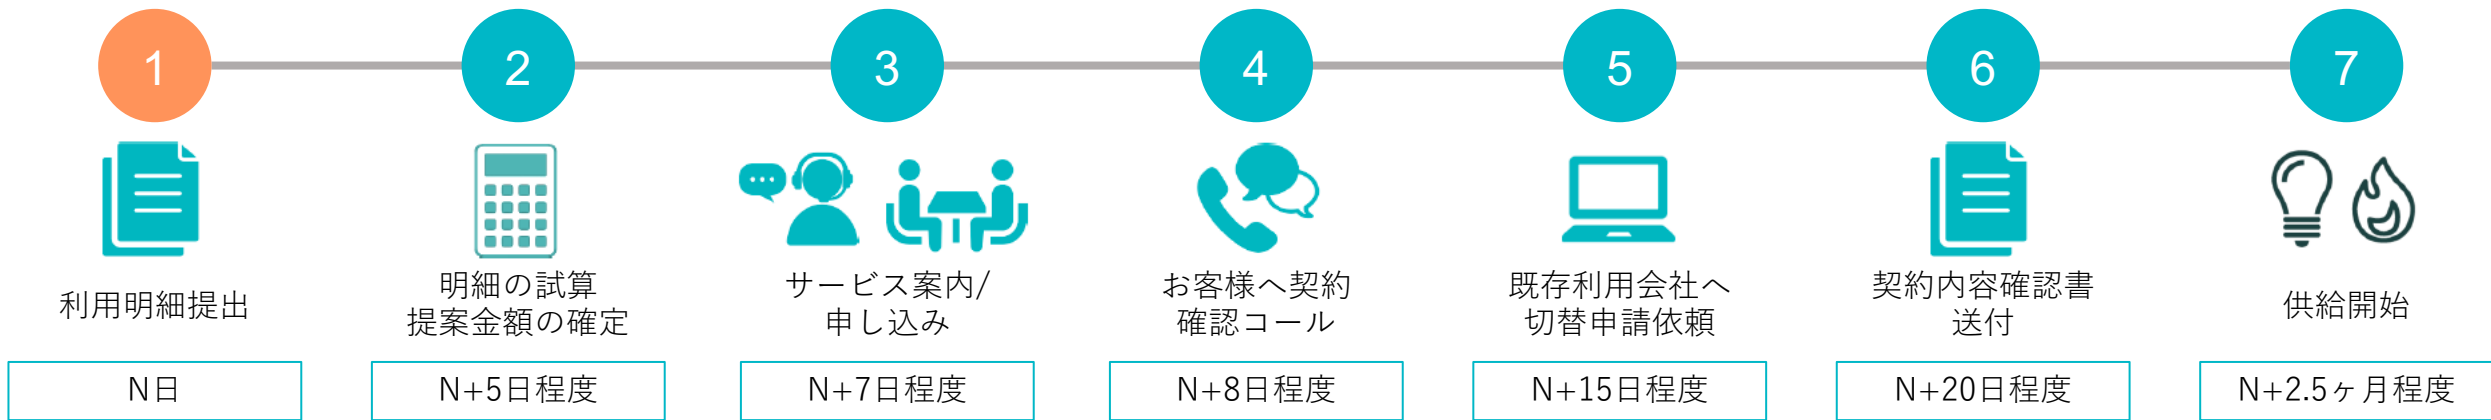 1
2
3
4
5
6
7
利用明細提出
明細の試算
提案金額の確定
サービス案内/
申し込み
お客様へ契約
確認コール
既存利用会社へ
切替申請依頼
契約内容確認書
送付
供給開始
N日
N+5日程度
N+7日程度
N+8日程度
N+15日程度
N+20日程度
N+2.5ヶ月程度